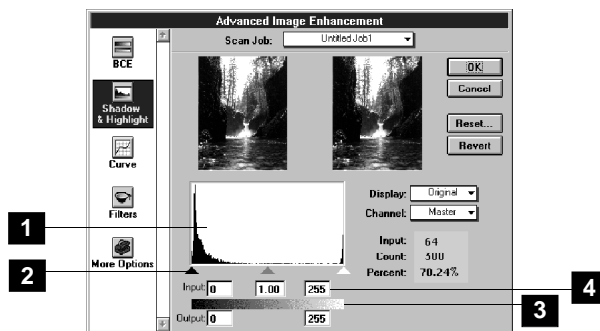 Advanced Image Enhancement
Scan Job: Untitled Job1
BCE
Shadow
& Highlight
Curve
Filters
More Options
OK
Cancel
Reset...
Revert
Display: Original
Channel: Master
Input: 64
Count: 300
Percent: 70.24%
Input: 0 1.00 255
Output: 0 255
1
2
4
3